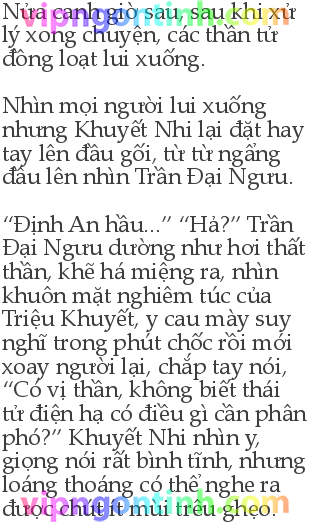 Nửa canh giờ sau, sau khi xử
lý xong chuyện, các thần tử
đồng loạt lui xuống.
Nhìn mọi người lui xuống
nhưng Khuyết Nhi lại đặt hay
tay lên đầu gối, từ từ ngẩng
đầu lên nhìn Trần Đại Ngưu.
“Định An hầu...” “Hả?” Trần
Đại Ngưu dường như hơi thất
thần, khẽ há miệng ra, nhìn
khuôn mặt nghiêm túc của
Triệu Khuyết, y cau mày suy
nghĩ trong phút chốc rồi mới
xoay người lại, chắp tay nói,
“Có vị thần, không biết thái
tử điện hạ có điều gì cần phân
phó?” Khuyết Nhi nhìn y,
giọng nói rất bình tĩnh, nhưng
loáng thoáng có thể nghe ra
được chút ít mùi trêu ghẹo.
vipngontinh.com
vipngontinh.com